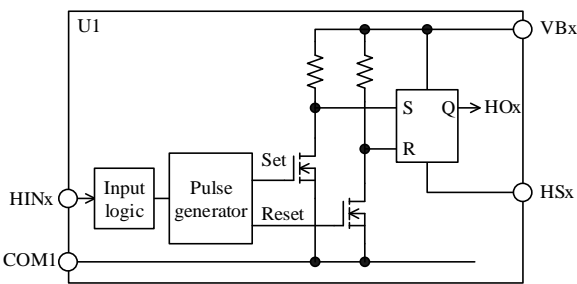 U1
VBx
S
Q
HOx
R
Set
HINx
Input
logic
Pulse
generator
Reset
HSx
COM1